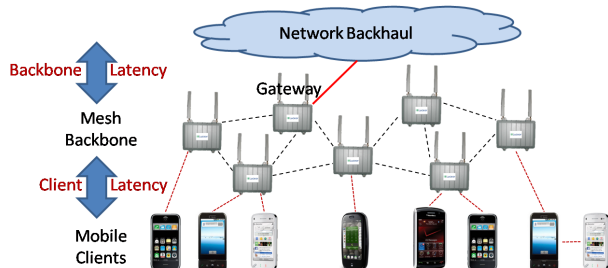 Network Backhaul
Backbone Latency
Gateway
Mesh
Backbone
Client Latency
Mobile
Clients